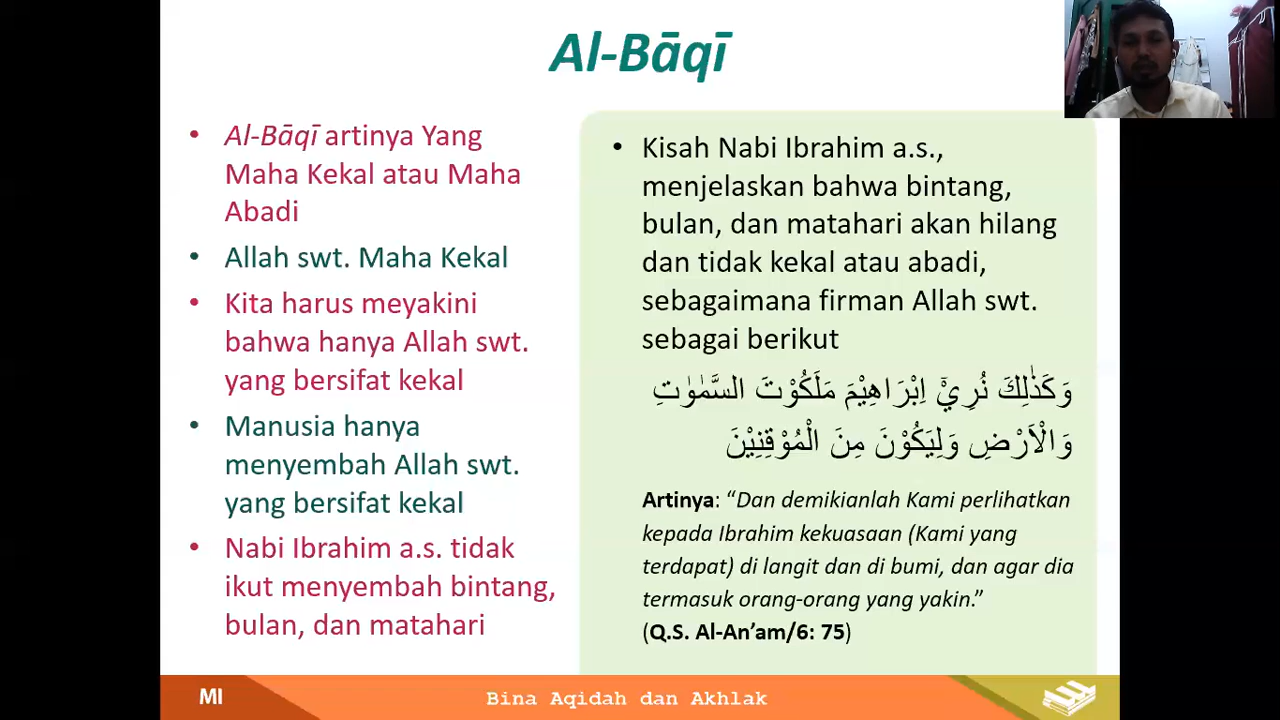 Al-Bāqī
• Al-Bāqī artinya Yang
Maha Kekal atau Maha
Abadi
• Allah swt. Maha Kekal
• Kita harus meyakini
bahwa hanya Allah swt.
yang bersifat kekal
• Manusia hanya
menyembah Allah swt.
yang bersifat kekal
• Nabi Ibrahim a.s. tidak
ikut menyembah bintang,
bulan, dan matahari
• Kisah Nabi Ibrahim a.s.,
menjelaskan bahwa bintang,
bulan, dan matahari akan hilang
dan tidak kekal atau abadi,
sebagaimana firman Allah swt.
sebagai berikut
وَكَذٰلِكَ نُرِيْٓ اِبْرَاهِيْمَ مَلَكُوْتَ السَّمٰوٰتِ
وَالْاَرْضِ وَلِيَكُوْنَ مِنَ الْمُوْقِنِيْنَ
Artinya: “Dan demikianlah Kami perlihatkan
kepada Ibrahim kekuasaan (Kami yang
terdapat) di langit dan di bumi, dan agar dia
termasuk orang-orang yang yakin.”
(Q.S. Al-An’am/6: 75)
MI
Bina Aqidah dan Akhlak